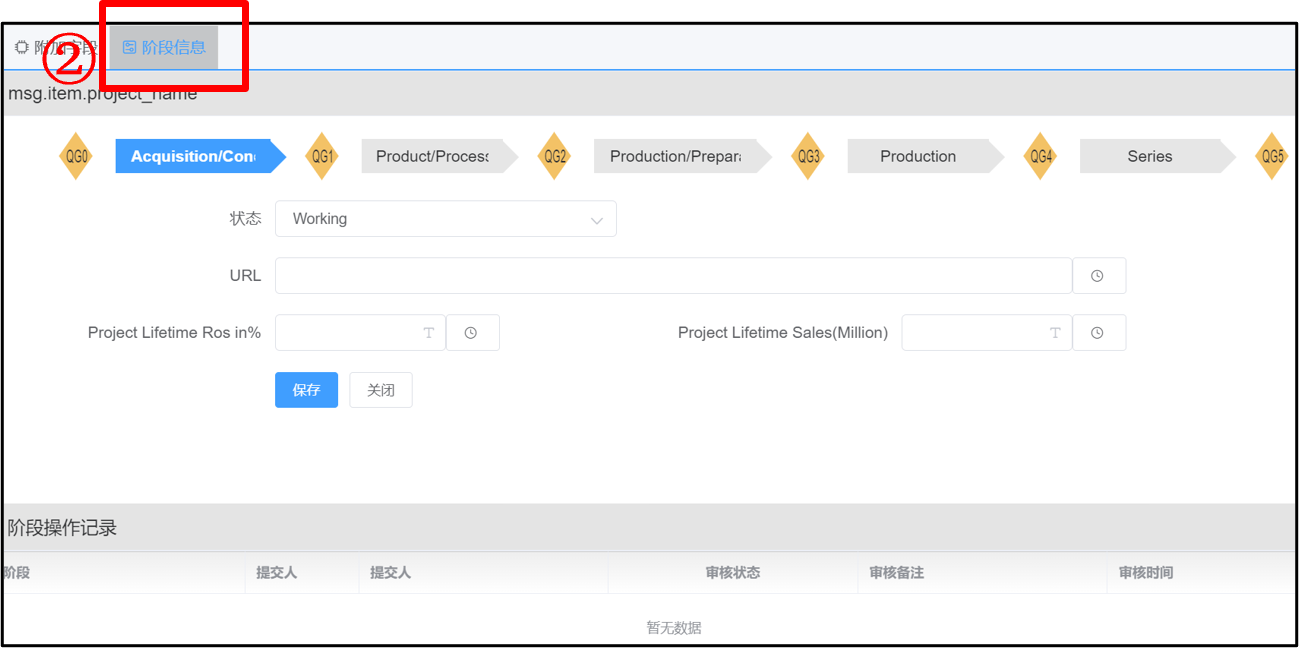 附加字段 阶段信息
②
msg.item.project_name
QG0 Acquisition/Con QG1 Product/Process QG2 Production/Prepar QG3 Production QG4 Series QG5
状态 Working
URL
Project Lifetime Ros in% T Project Lifetime Sales(Million) T
保存 关闭
阶段操作记录
阶段 提交人 提交人 审核状态 审核备注 审核时间
暂无数据